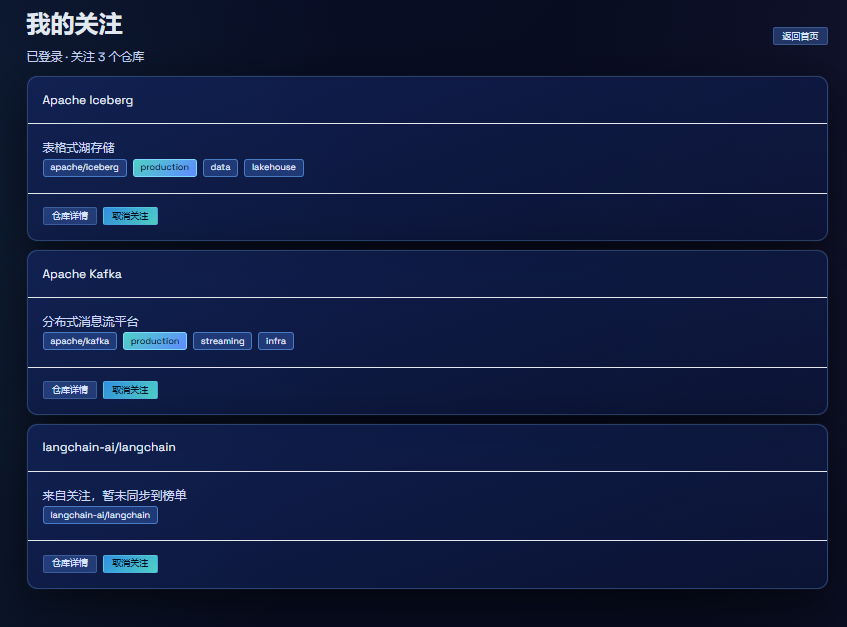 我的关注
返回首页
已登录 · 关注 3 个仓库
Apache Iceberg
表格式湖存储
apache/iceberg production data lakehouse
仓库详情 取消关注
Apache Kafka
分布式消息流平台
apache/kafka production streaming infra
仓库详情 取消关注
langchain-ai/langchain
来自关注，暂未同步到榜单
langchain-ai/langchain
仓库详情 取消关注